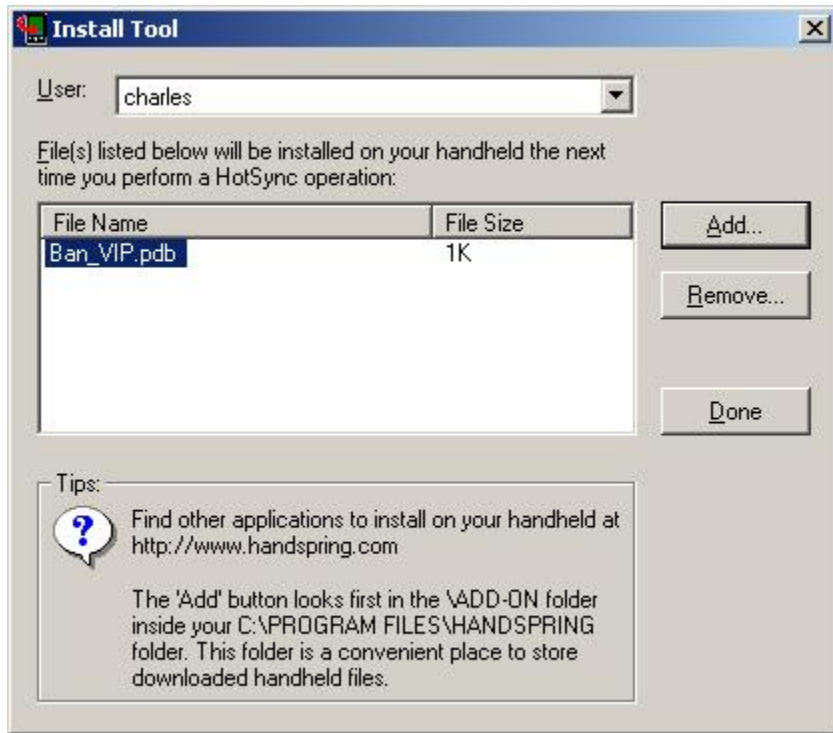 Install Tool
User: charles
File(s) listed below will be installed on your handheld the next
time you perform a HotSync operation:
File Name File Size
Ban_VIP.pdb 1K
Add...
Remove...
Done
Tips:
Find other applications to install on your handheld at
http://www.handspring.com
The 'Add' button looks first in the \ADD-ON folder
inside your C:\PROGRAM FILES\HANDSPRING
folder. This folder is a convenient place to store
downloaded handheld files.